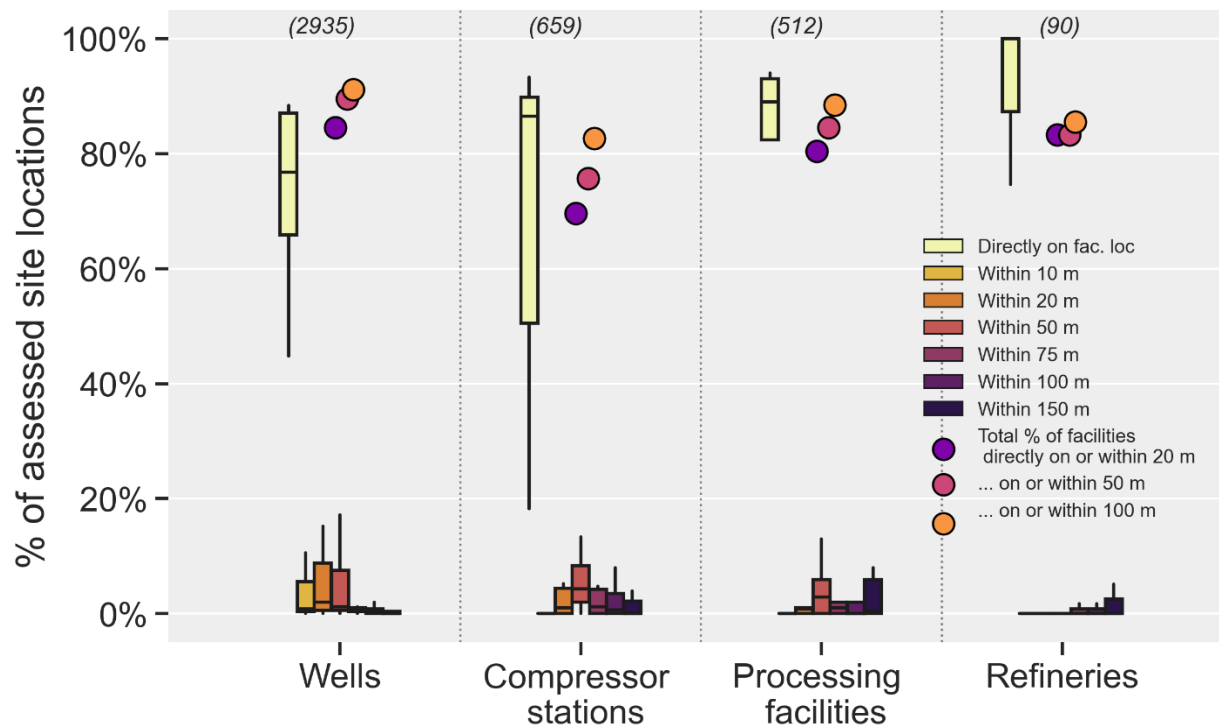 (2935)
(659)
(512)
(90)
100%
80%
60%
40%
20%
0%
% of assessed site locations
Directly on fac. loc
Within 10 m
Within 20 m
Within 50 m
Within 75 m
Within 100 m
Within 150 m
Total % of facilities
directly on or within 20 m
... on or within 50 m
... on or within 100 m
Wells
Compressor
stations
Processing
facilities
Refineries